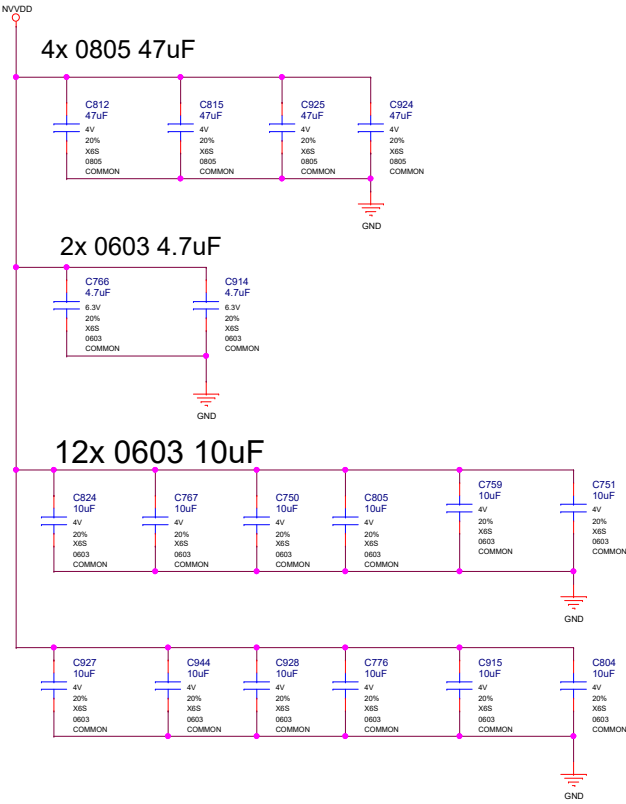 NVVDD
4x 0805 47uF
C812 C815 C925 C924
47uF 47uF 47uF 47uF
4V 4V 4V 4V
20% 20% 20% 20%
X6S X6S X6S X6S
0805 0805 0805 0805
COMMON COMMON COMMON COMMON
GND
2x 0603 4.7uF
C766 C914
4.7uF 4.7uF
6.3V 6.3V
20% 20%
X6S X6S
0603 0603
COMMON COMMON
GND
12x 0603 10uF
C824 C767 C750 C805 C759 C751
10uF 10uF 10uF 10uF 10uF 10uF
4V 4V 4V 4V 4V 4V
20% 20% 20% 20% 20% 20%
X6S X6S X6S X6S X6S X6S
0603 0603 0603 0603 0603 0603
COMMON COMMON COMMON COMMON COMMON COMMON
GND
C927 C944 C928 C776 C915 C804
10uF 10uF 10uF 10uF 10uF 10uF
4V 4V 4V 4V 4V 4V
20% 20% 20% 20% 20% 20%
X6S X6S X6S X6S X6S X6S
0603 0603 0603 0603 0603 0603
COMMON COMMON COMMON COMMON COMMON COMMON
GND